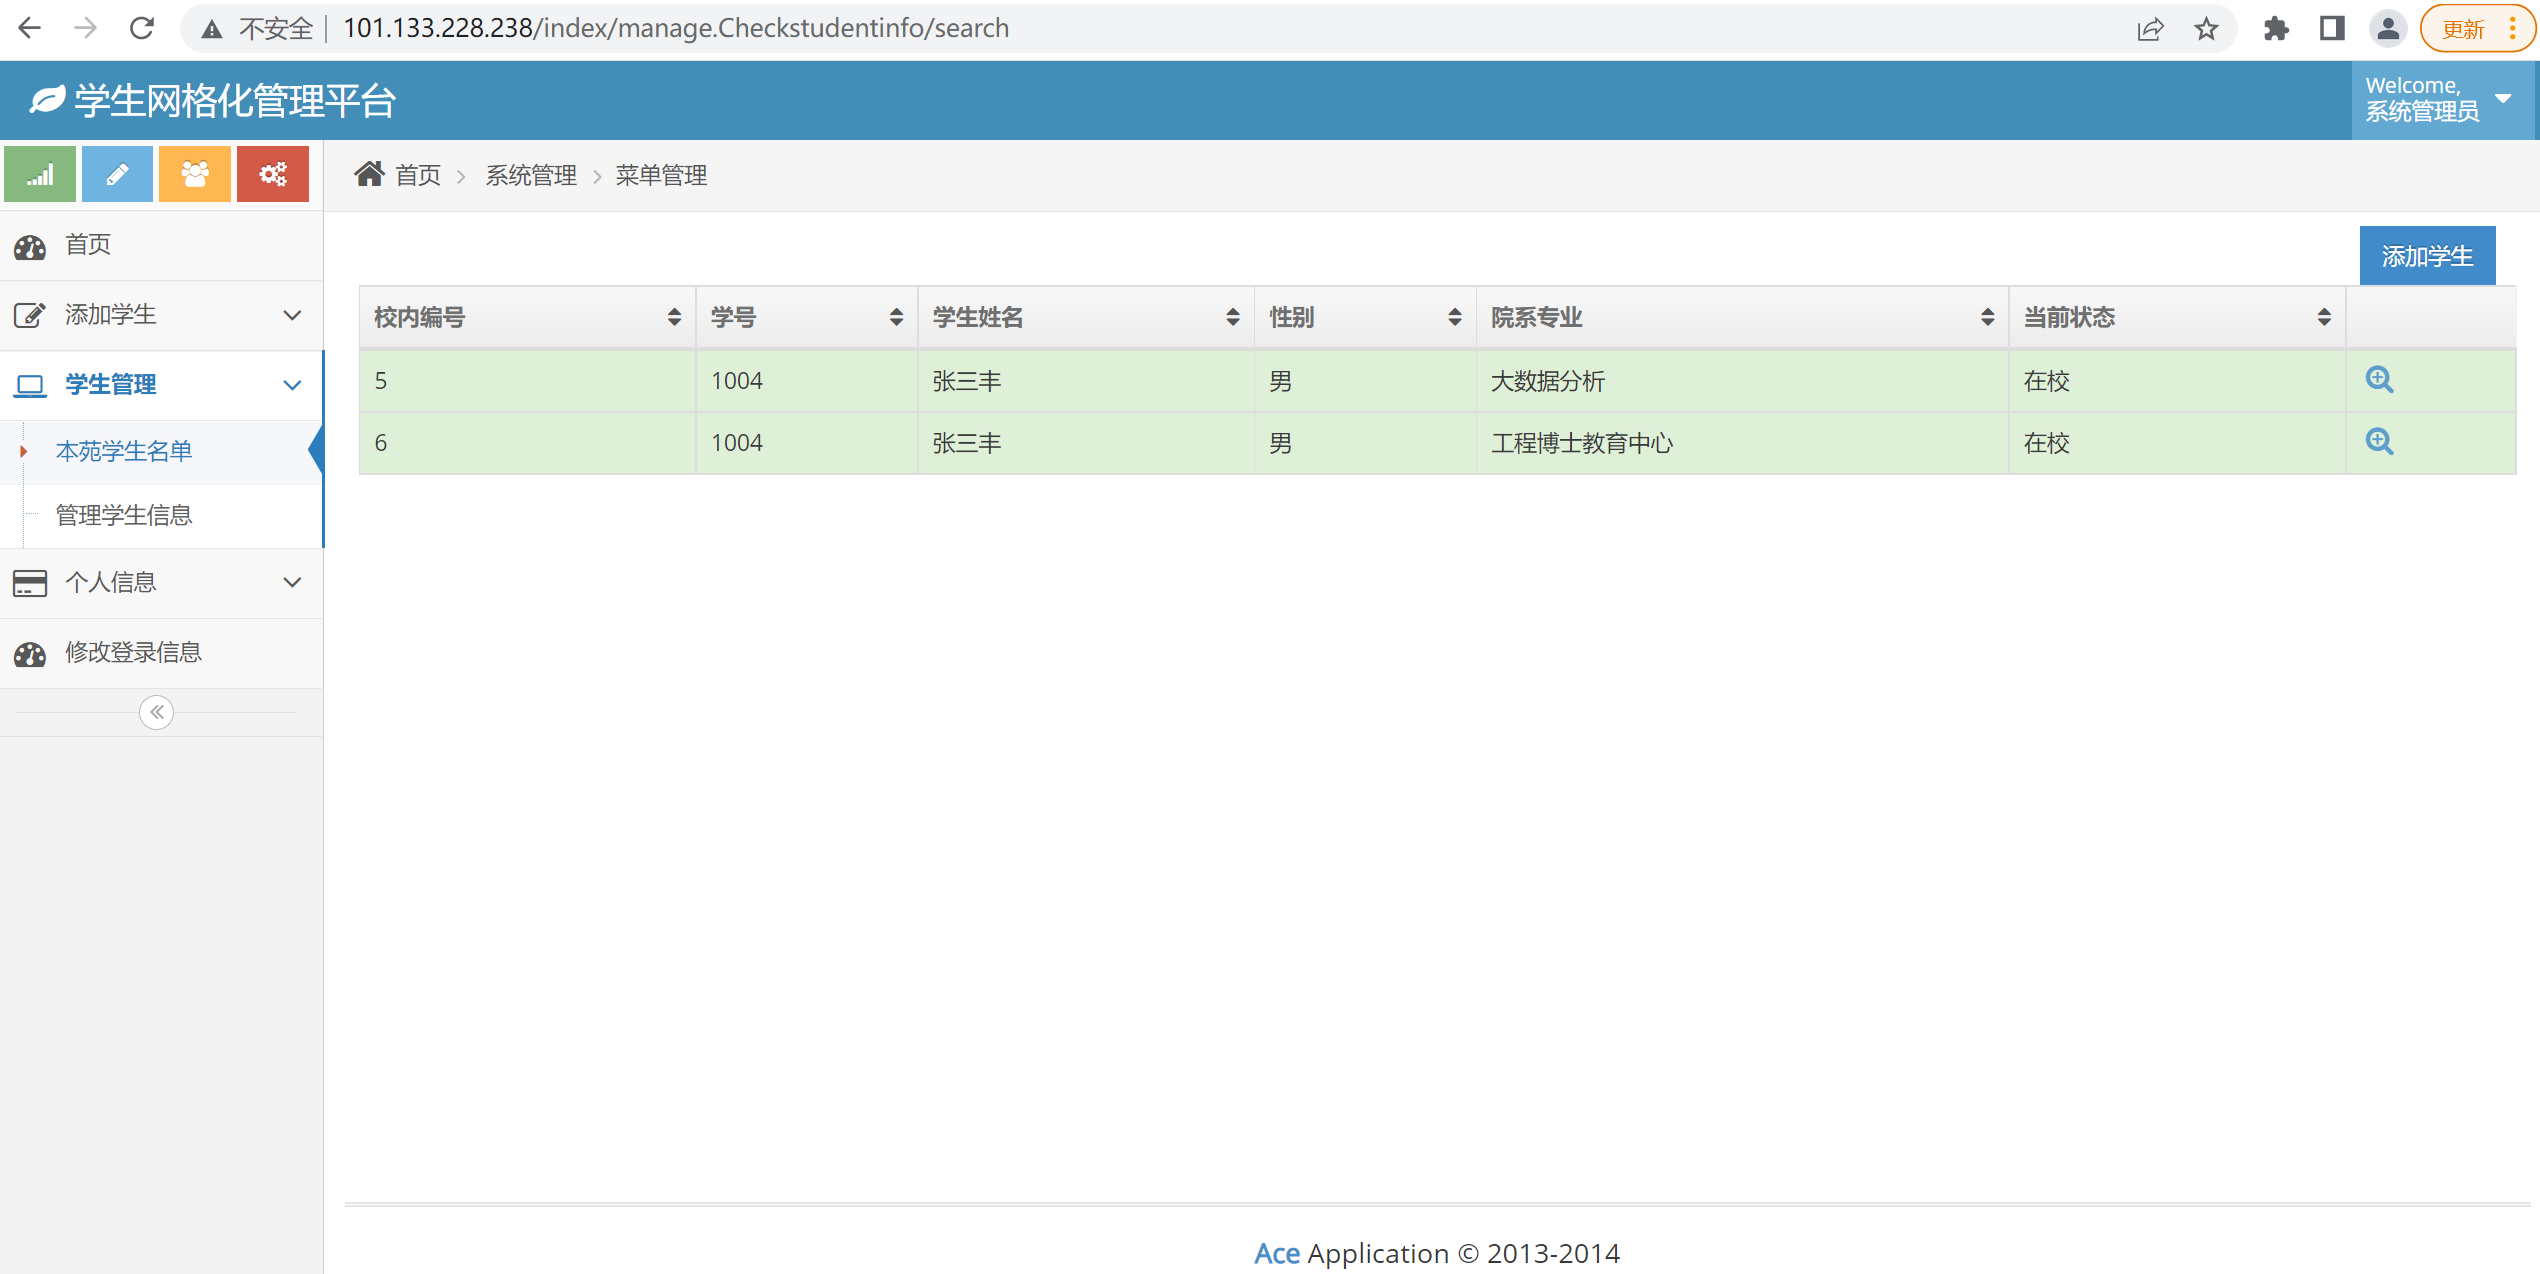 不安全 | 101.133.228.238/index/manage.Checkstudentinfo/search
更新
学生网格化管理平台
Welcome,
系统管理员
首页 系统管理 菜单管理
首页
添加学生
学生管理
本苑学生名单
管理学生信息
个人信息
修改登录信息
添加学生
校内编号 学号 学生姓名 性别 院系专业 当前状态
5 1004 张三丰 男 大数据分析 在校
6 1004 张三丰 男 工程博士教育中心 在校
Ace Application © 2013-2014